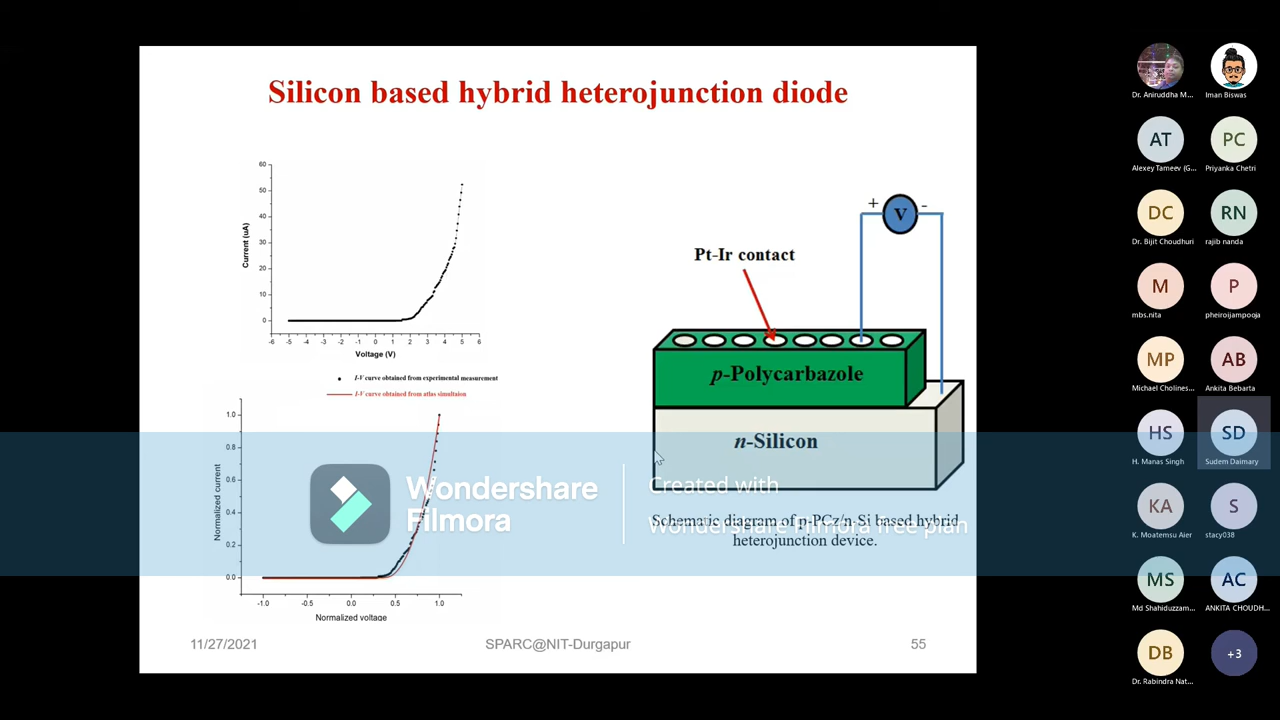 Silicon based hybrid heterojunction diode
60
50
40
30
20
10
0
Current (uA)
-6 -5 -4 -3 -2 -1 0 1 2 3 4 5 6
Voltage (V)
I-V curve obtained from experimental measurement
I-V curve obtained from atlas simultaion
1.0
0.8
0.6
0.4
0.2
0.0
Normalized current
-1.0 -0.5 0.0 0.5 1.0
Normalized voltage
+ V -
Pt-Ir contact
p-Polycarbazole
n-Silicon
Schematic diagram of p-PCz/n-Si based hybrid
heterojunction device.
Wondershare
Filmora
Created with
Wondershare Filmora free plan
11/27/2021 SPARC@NIT-Durgapur 55
Dr. Aniruddha M...
Iman Biswas
AT
Alexey Tameev (G...
PC
Priyanka Chetri
DC
Dr. Bijit Choudhuri
RN
rajib nanda
M
mbs.nita
P
pheiroijampooja
MP
Michael Cholines...
AB
Ankita Bebarta
HS
H. Manas Singh
SD
Sudem Daimary
KA
K. Moatemsu Aier
S
stacy038
MS
Md Shahiduzzam...
AC
ANKITA CHOUDH...
DB
Dr. Rabindra Nat...
+3